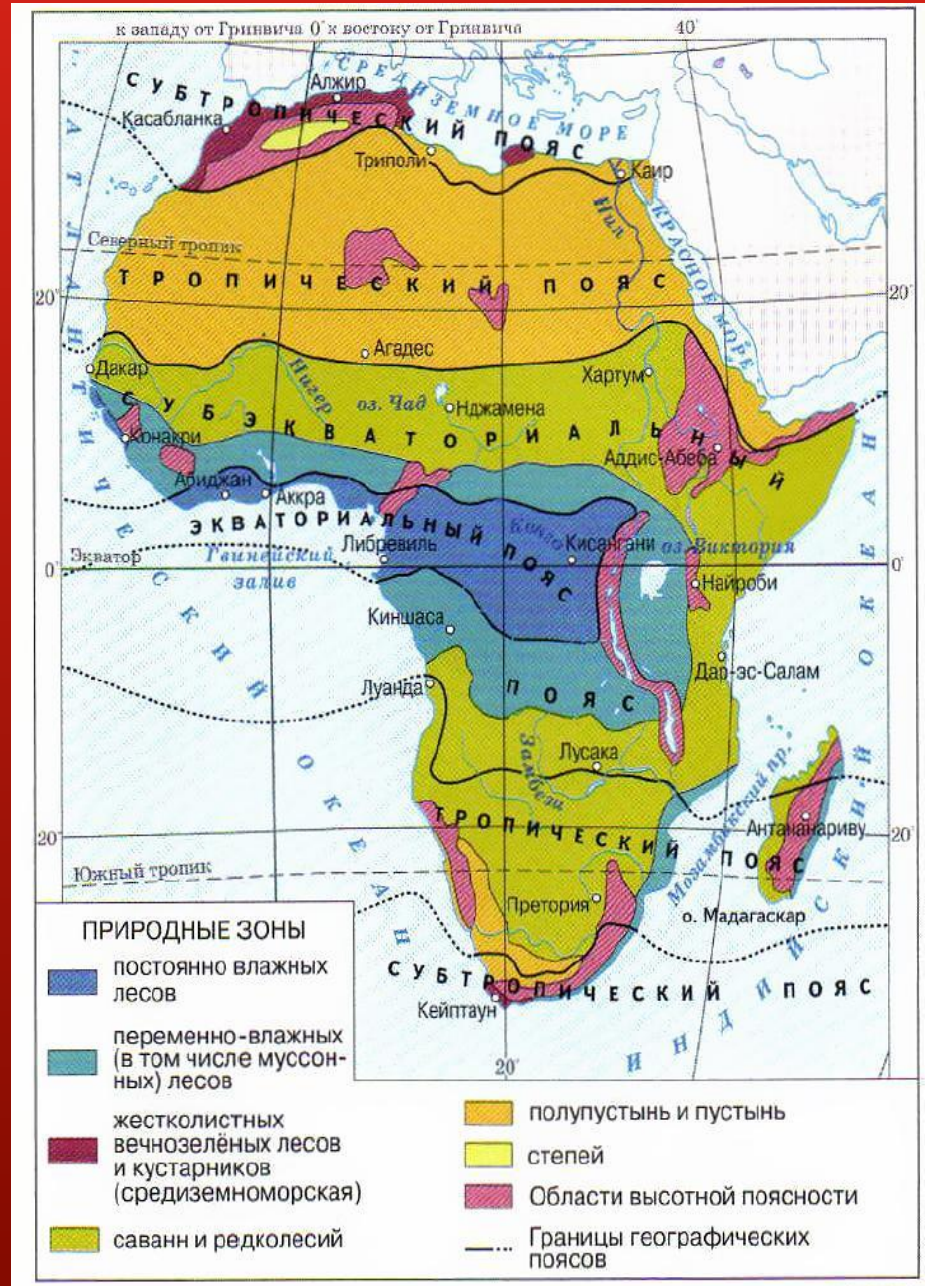 к западу от Гринвича 0° к востоку от Гринвича
40°
СРЕДИЗЕМНОЕ МОРЕ
СУБТРОПИЧЕСКИЙ ПОЯС
Алжир
Касабланка
Триполи
Каир
Нил
КРАСНОЕ МОРЕ
АТЛАНТИЧЕСКИЙ ОКЕАН
Северный тропик
ТРОПИЧЕСКИЙ ПОЯС
20°
20°
Агадес
Дакар
Нигер
оз. Чад
Нджамена
Хартум
СУБЭКВАТОРИАЛЬНЫЙ
Конакри
Аддис-Абеба
Абиджан
Аккра
ЭКВАТОРИАЛЬНЫЙ ПОЯС
Конго
Экватор
Гвинейский
залив
Либревиль
Кисангани
оз. Виктория
0°
0°
Найроби
Киншаса
Дар-эс-Салам
Луанда
ПОЯС
Лусака
Замбези
Мозамбикский пр.
ИНДИЙСКИЙ ОКЕАН
ТРОПИЧЕСКИЙ ПОЯС
Антананариву
20°
20°
Южный тропик
Претория
о. Мадагаскар
СУБТРОПИЧЕСКИЙ ПОЯС
Кейптаун
20°
ПРИРОДНЫЕ ЗОНЫ
постоянно влажных
лесов
переменно-влажных
(в том числе муссон-
ных) лесов
жестколистных
вечнозелёных лесов
и кустарников
(средиземноморская)
саванн и редколесий
полупустынь и пустынь
степей
Области высотной поясности
Границы географических
поясов